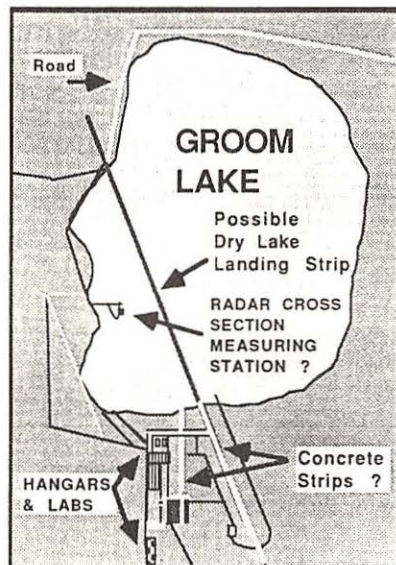 Road
GROOM
LAKE
Possible
Dry Lake
Landing Strip
RADAR CROSS
SECTION
MEASURING
STATION ?
HANGARS
& LABS
Concrete
Strips ?